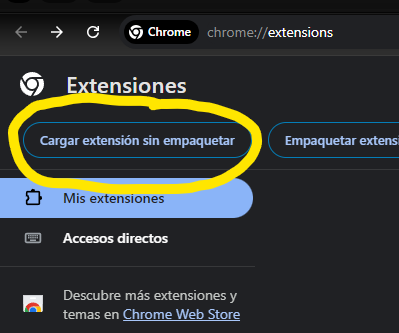 Chrome
chrome://extensions
Extensiones
Cargar extensión sin empaquetar
Empaquetar extensi
Mis extensiones
Accesos directos
Descubre más extensiones y
temas en Chrome Web Store